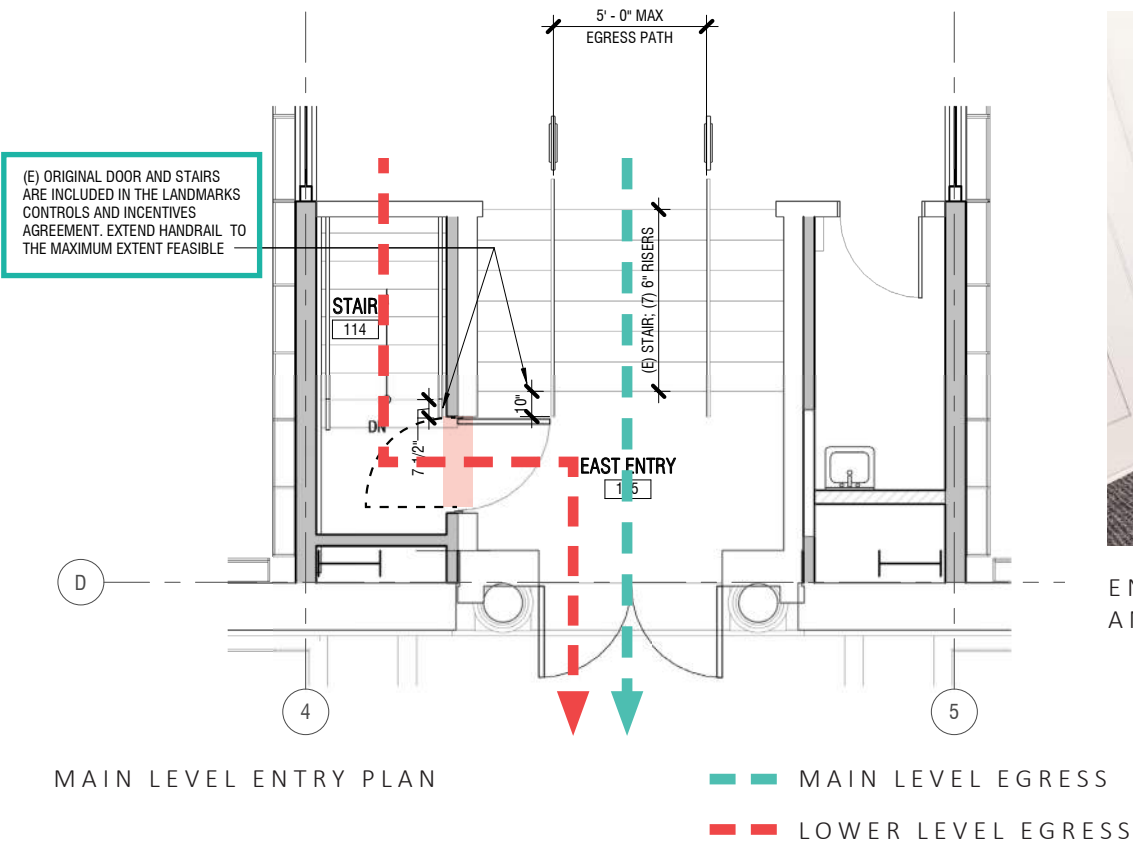 5' - 0" MAX
EGRESS PATH
(E) ORIGINAL DOOR AND STAIRS
ARE INCLUDED IN THE LANDMARKS
CONTROLS AND INCENTIVES
AGREEMENT. EXTEND HANDRAIL TO
THE MAXIMUM EXTENT FEASIBLE
(E) STAIR; (7) 6" RISERS
STAIR
114
10"
DN
7 1/2"
EAST ENTRY
D
4
5
MAIN LEVEL ENTRY PLAN
MAIN LEVEL EGRESS
LOWER LEVEL EGRESS